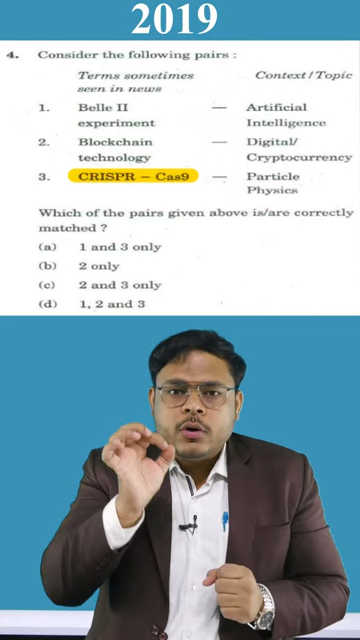 2019
4. Consider the following pairs :
Terms sometimes Context / Topic
seen in news
1. Belle II — Artificial
experiment Intelligence
2. Blockchain — Digital/
technology Cryptocurrency
3. CRISPR – Cas9 — Particle
Physics
Which of the pairs given above is/are correctly
matched ?
(a) 1 and 3 only
(b) 2 only
(c) 2 and 3 only
(d) 1, 2 and 3